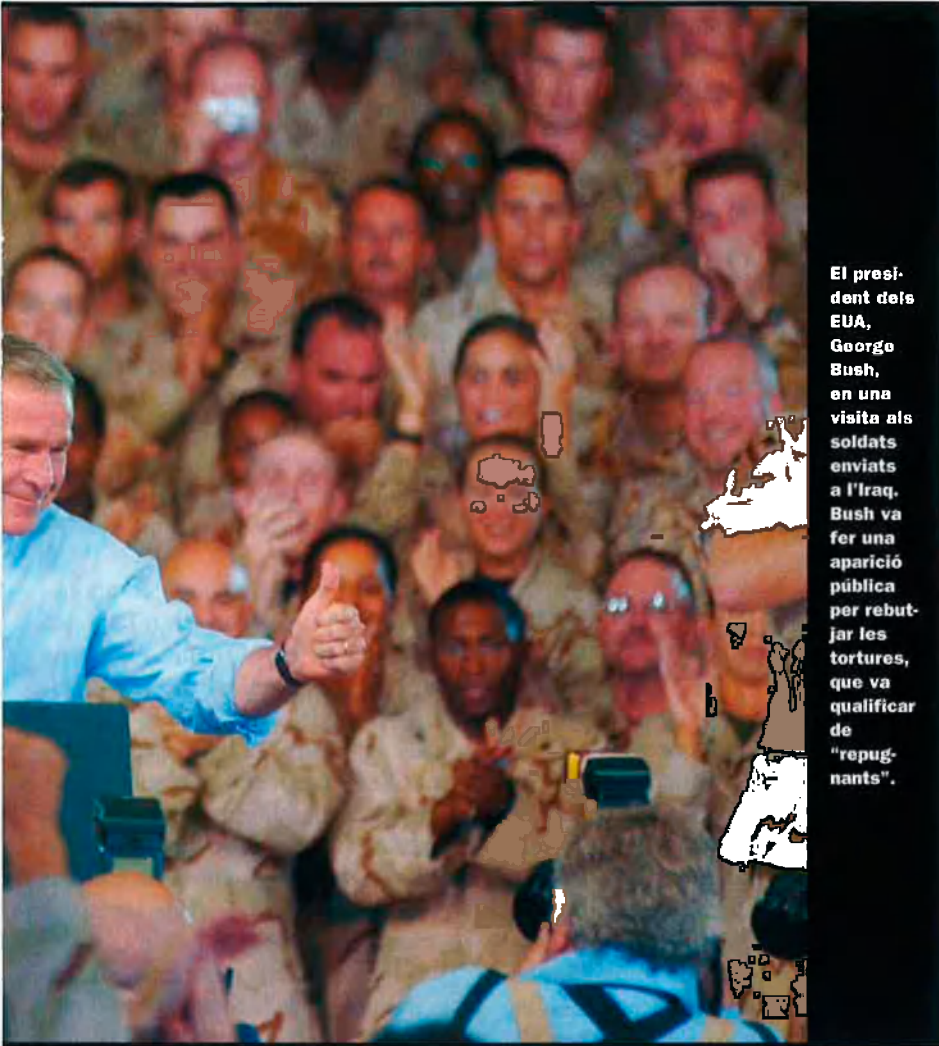 El presi-
dent dels
EUA,
George
Bush,
en una
visita als
soldats
enviats
a l'Iraq.
Bush va
fer una
aparició
pública
per rebut-
jar les
tortures,
que va
qualificar
de
"repug-
nants".